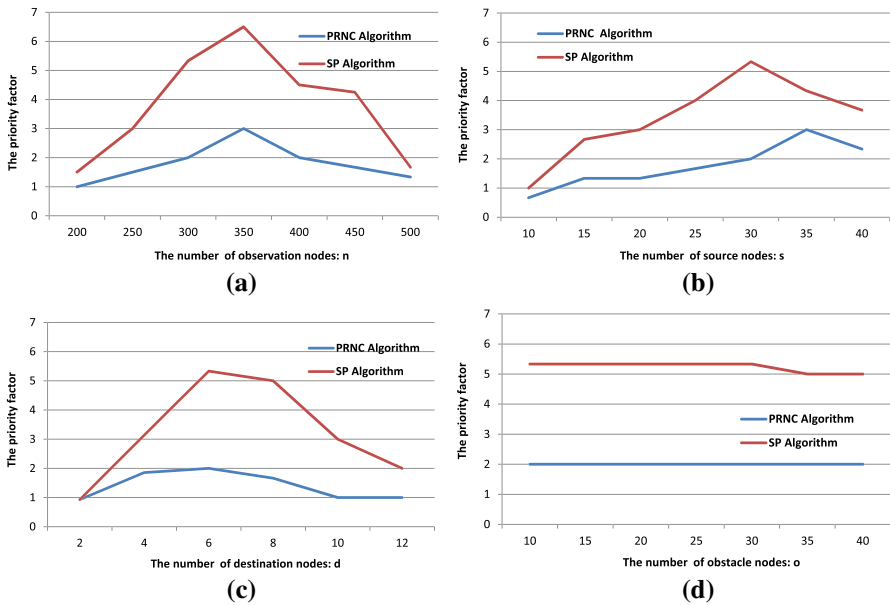 7
6
5
4
3
2
1
0
The priority factor
PRNC Algorithm
SP Algorithm
200 250 300 350 400 450 500
The number of observation nodes: n
(a)
7
6
5
4
3
2
1
0
The priority factor
PRNC Algorithm
SP Algorithm
10 15 20 25 30 35 40
The number of source nodes: s
(b)
7
6
5
4
3
2
1
0
The priority factor
PRNC Algorithm
SP Algorithm
2 4 6 8 10 12
The number of destination nodes: d
(c)
7
6
5
4
3
2
1
0
The priority factor
PRNC Algorithm
SP Algorithm
10 15 20 25 30 35 40
The number of obstacle nodes: o
(d)